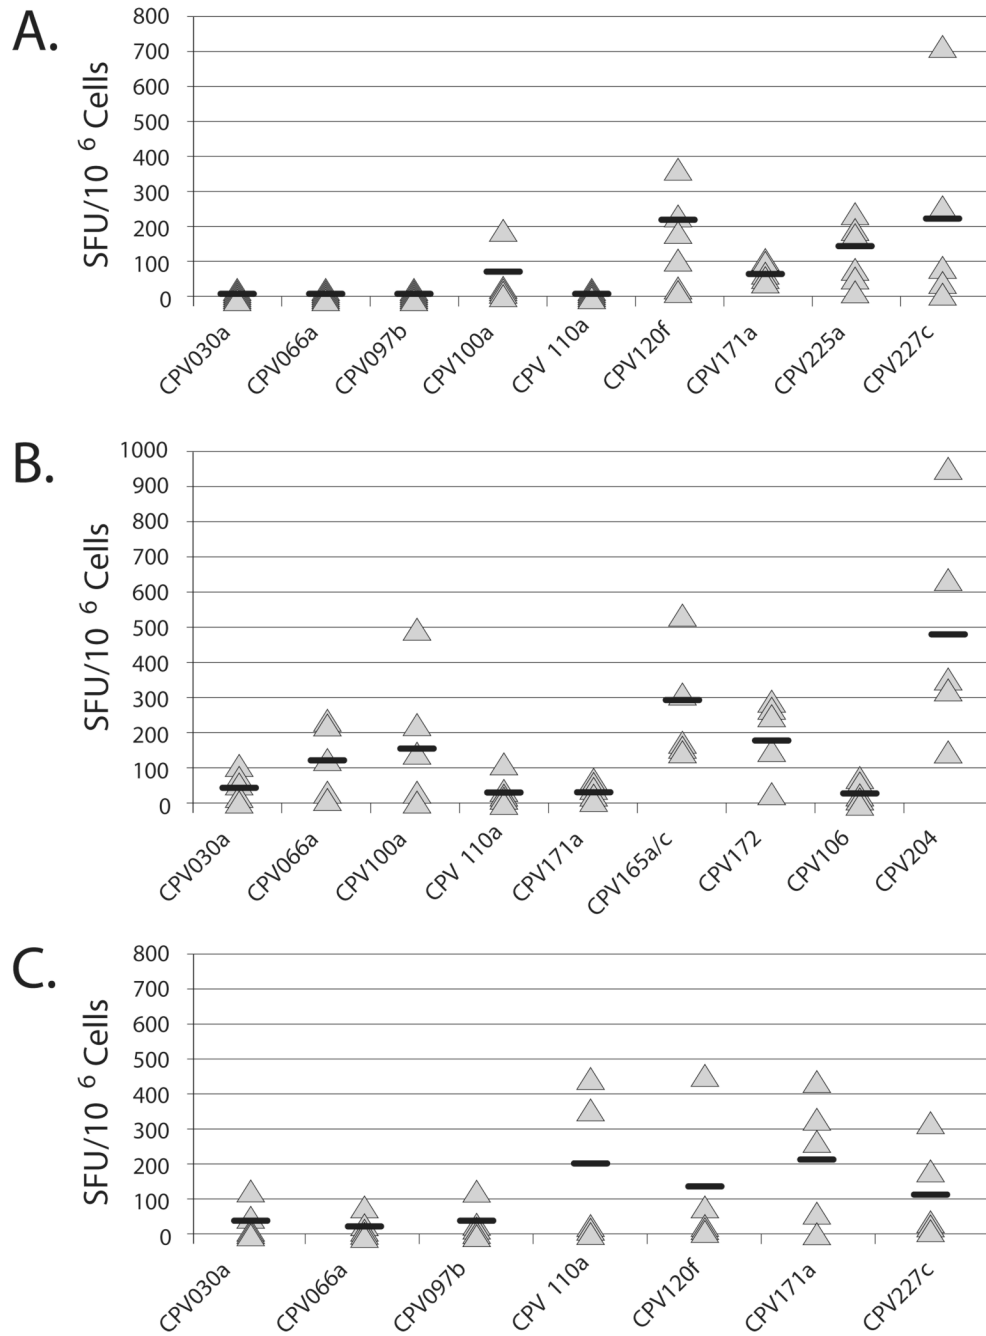 A.
SFU/10 6 Cells
800
700
600
500
400
300
200
100
0
CPV030a
CPV066a
CPV097b
CPV100a
CPV 110a
CPV120f
CPV171a
CPV225a
CPV227c
B.
SFU/10 6 Cells
1000
900
800
700
600
500
400
300
200
100
0
CPV030a
CPV066a
CPV100a
CPV 110a
CPV171a
CPV165a/c
CPV172
CPV106
CPV204
C.
SFU/10 6 Cells
800
700
600
500
400
300
200
100
0
CPV030a
CPV066a
CPV097b
CPV 110a
CPV120f
CPV171a
CPV227c